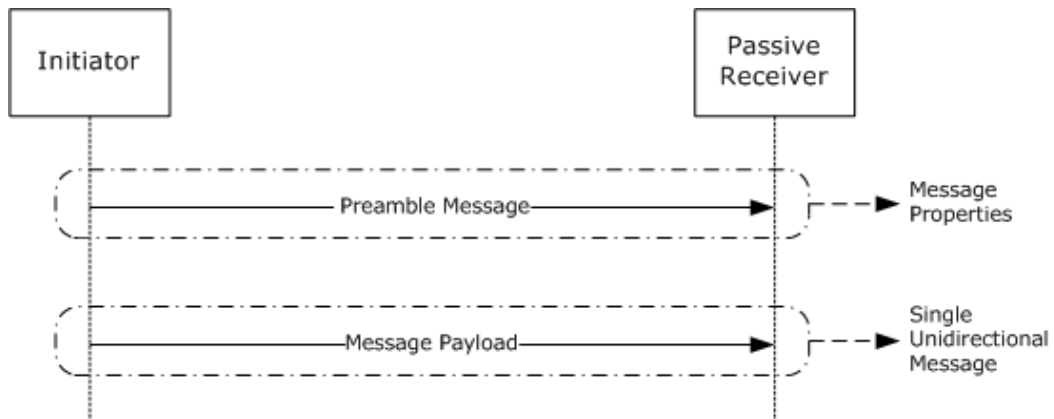 Initiator
Passive
Receiver
Preamble Message
Message
Properties
Message Payload
Single
Unidirectional
Message